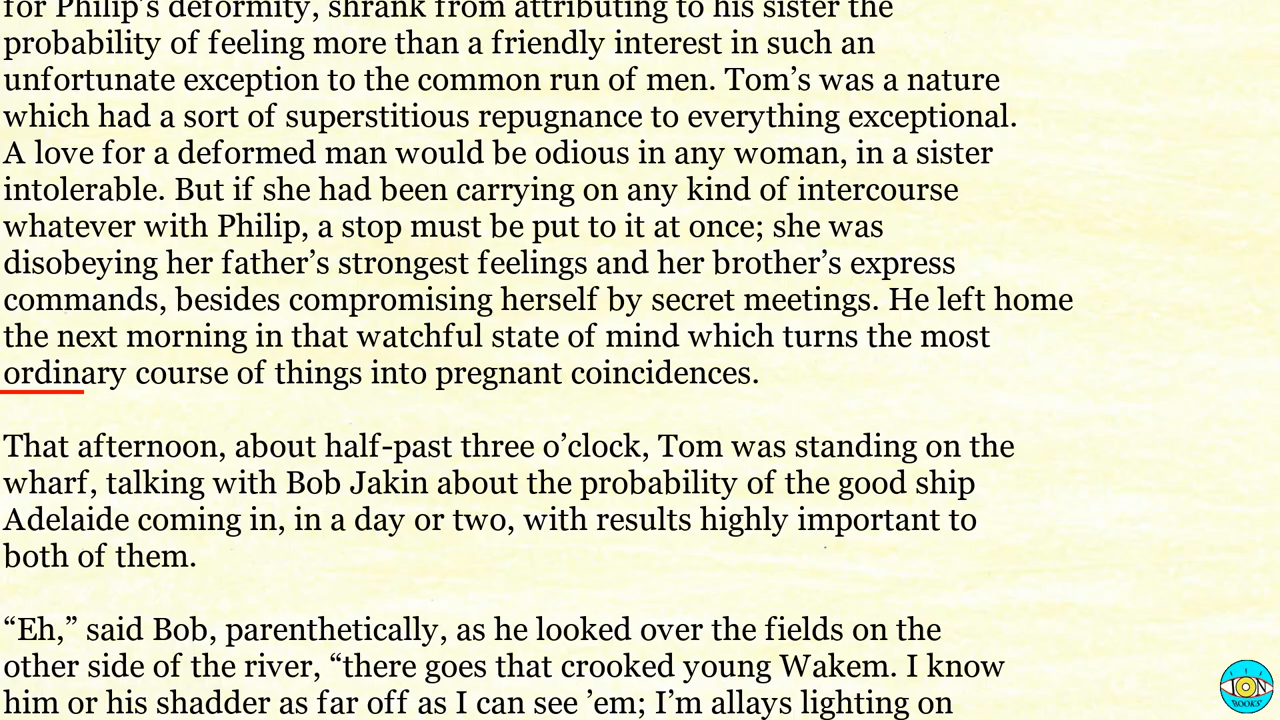 for Philip’s deformity, shrank from attributing to his sister the
probability of feeling more than a friendly interest in such an
unfortunate exception to the common run of men. Tom’s was a nature
which had a sort of superstitious repugnance to everything exceptional.
A love for a deformed man would be odious in any woman, in a sister
intolerable. But if she had been carrying on any kind of intercourse
whatever with Philip, a stop must be put to it at once; she was
disobeying her father’s strongest feelings and her brother’s express
commands, besides compromising herself by secret meetings. He left home
the next morning in that watchful state of mind which turns the most
ordinary course of things into pregnant coincidences.
That afternoon, about half-past three o’clock, Tom was standing on the
wharf, talking with Bob Jakin about the probability of the good ship
Adelaide coming in, in a day or two, with results highly important to
both of them.
“Eh,” said Bob, parenthetically, as he looked over the fields on the
other side of the river, “there goes that crooked young Wakem. I know
him or his shadder as far off as I can see ’em; I’m allays lighting on
ION
BOOKS